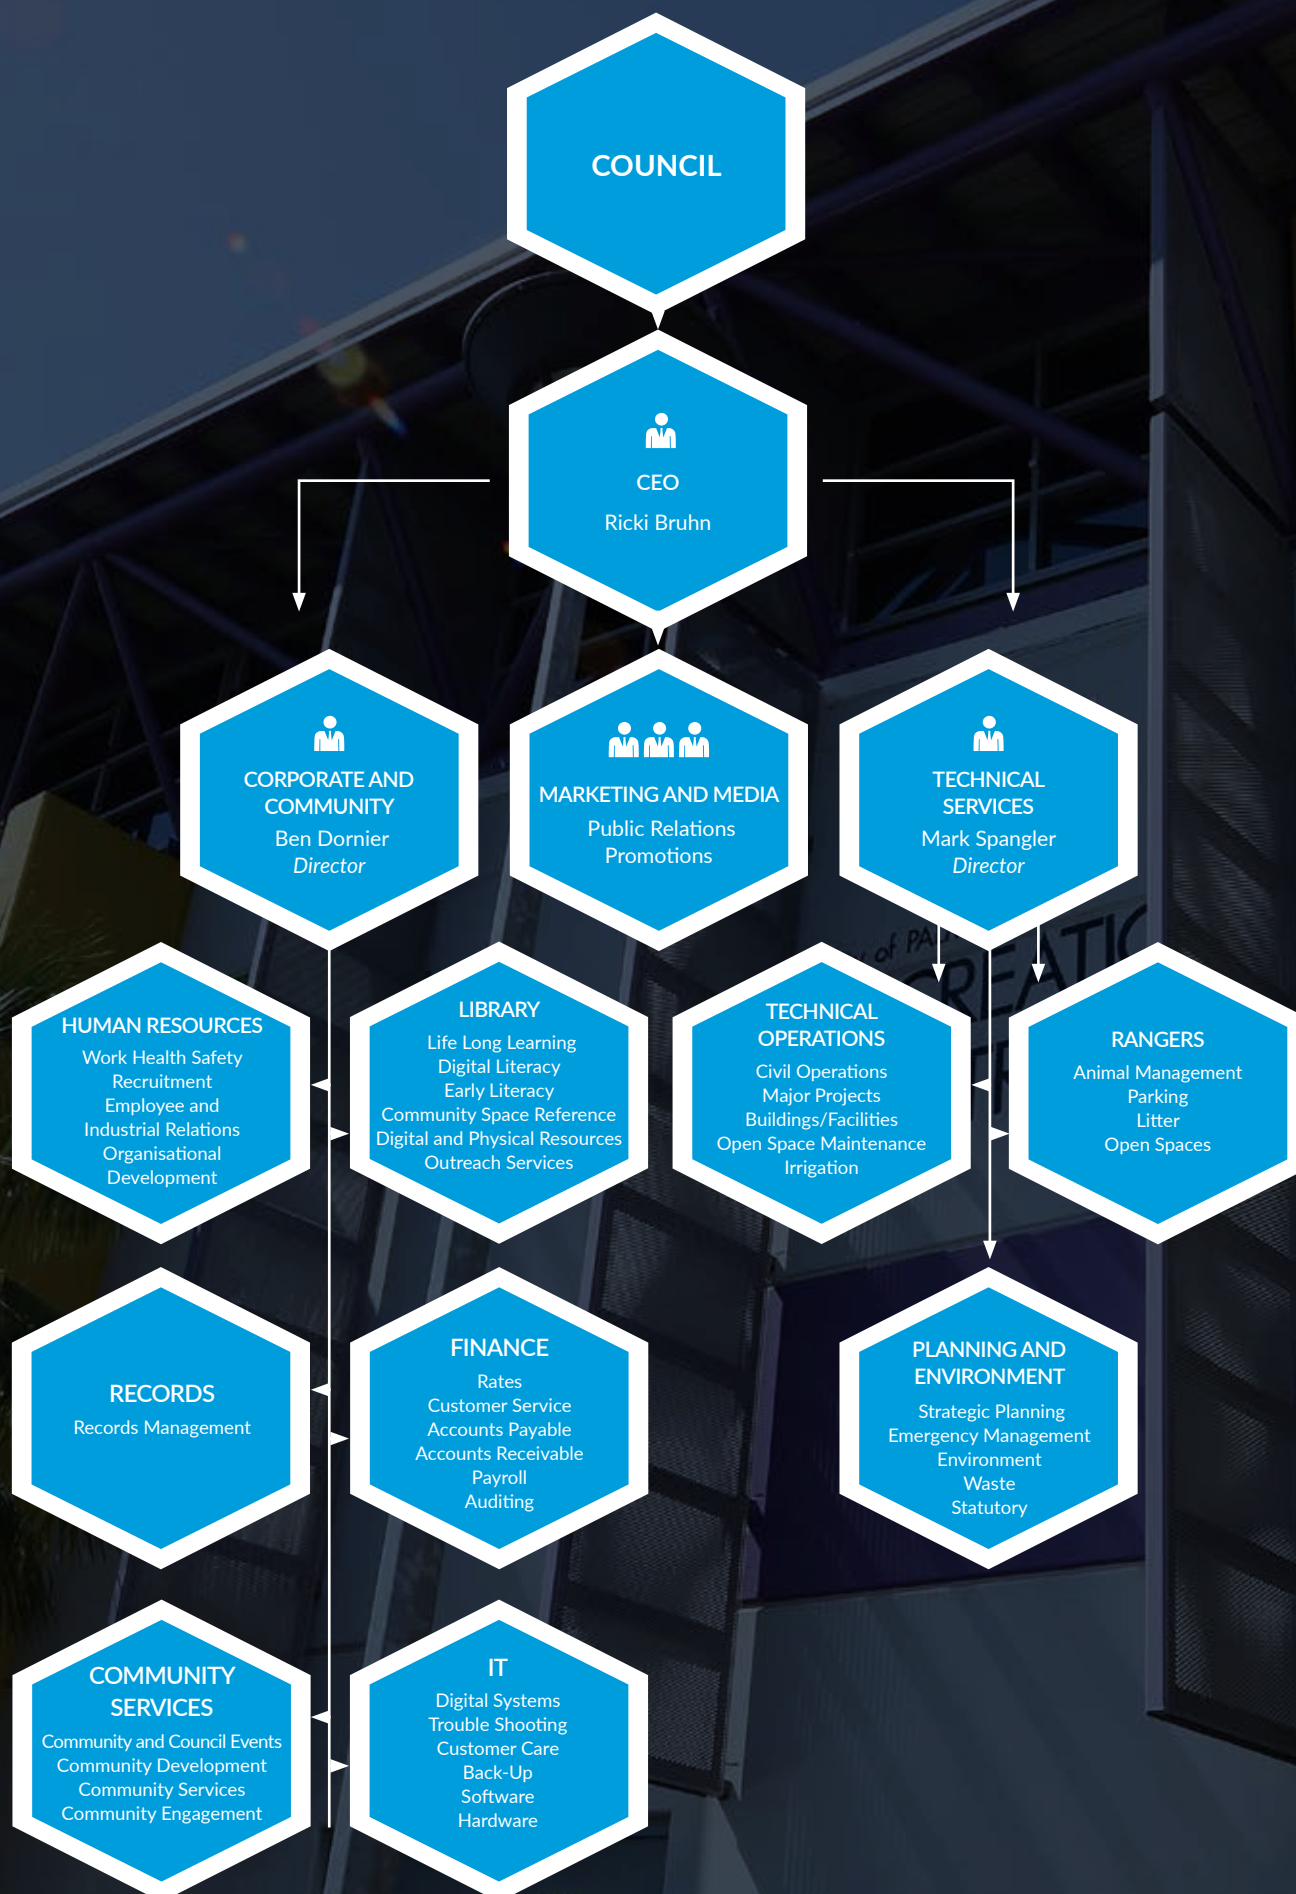 COUNCIL
CEO
Ricki Bruhn
CORPORATE AND
COMMUNITY
Ben Dornier
Director
MARKETING AND MEDIA
Public Relations
Promotions
TECHNICAL
SERVICES
Mark Spangler
Director
HUMAN RESOURCES
Work Health Safety
Recruitment
Employee and
Industrial Relations
Organisational
Development
LIBRARY
Life Long Learning
Digital Literacy
Early Literacy
Community Space Reference
Digital and Physical Resources
Outreach Services
TECHNICAL
OPERATIONS
Civil Operations
Major Projects
Buildings/Facilities
Open Space Maintenance
Irrigation
RANGERS
Animal Management
Parking
Litter
Open Spaces
RECORDS
Records Management
FINANCE
Rates
Customer Service
Accounts Payable
Accounts Receivable
Payroll
Auditing
PLANNING AND
ENVIRONMENT
Strategic Planning
Emergency Management
Environment
Waste
Statutory
COMMUNITY
SERVICES
Community and Council Events
Community Development
Community Services
Community Engagement
IT
Digital Systems
Trouble Shooting
Customer Care
Back-Up
Software
Hardware